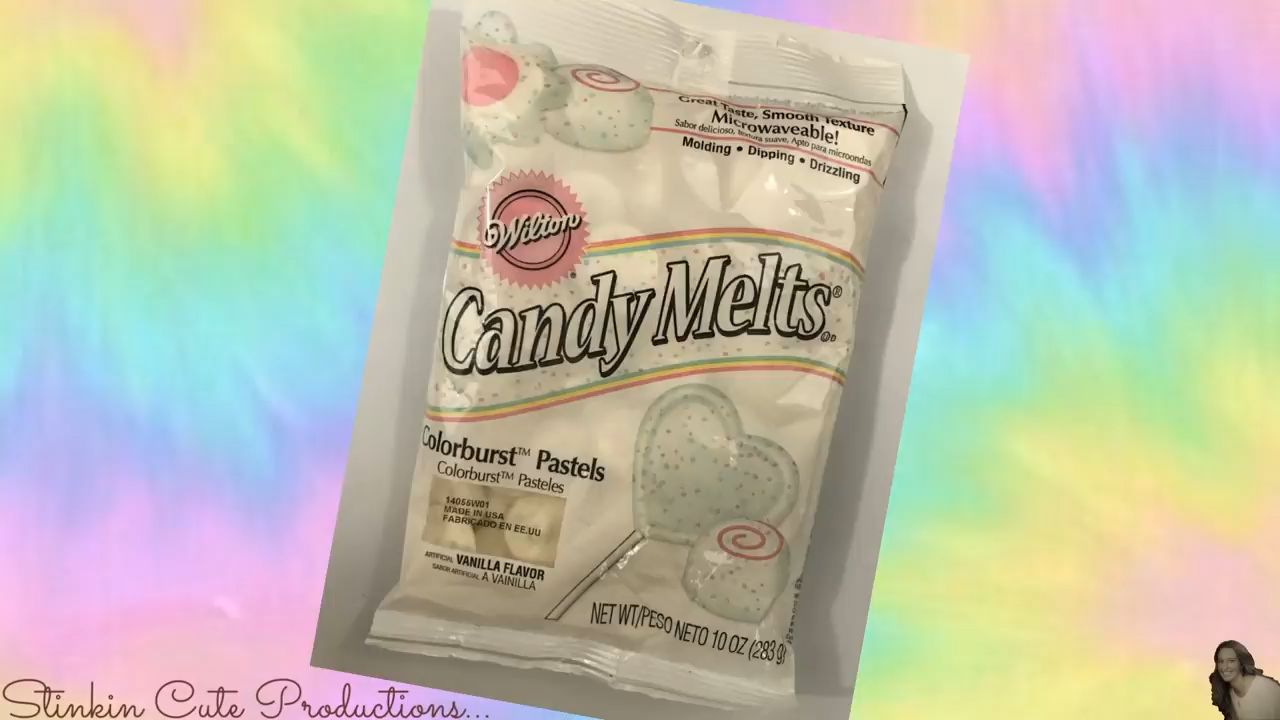 Great Taste, Smooth Texture
Microwaveable!
Sabor delicioso, textura suave, Apto para microondas
Molding • Dipping • Drizzling
Wilton
Candy Melts®
Colorburst™ Pastels
Colorburst™ Pasteles
14055W01
MADE IN USA
FABRICADO EN EE.UU
ARTIFICIAL VANILLA FLAVOR
SABOR ARTIFICIAL A VAINILLA
NET WT/PESO NETO 10 OZ (283 g)
Stinkin Cute Productions...